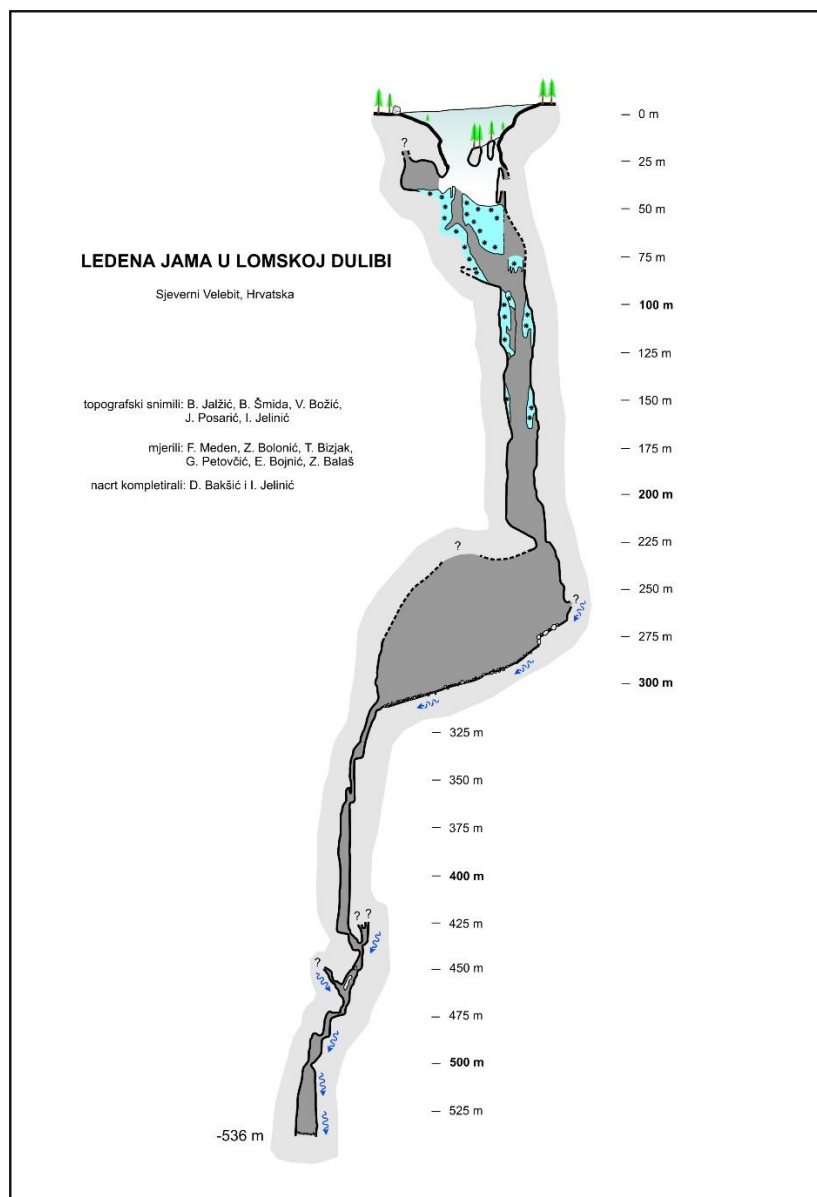 LEDENA JAMA U LOMSKOJ DULIBI
Sjeverni Velebit, Hrvatska
topografski snimili: B. Jalžić, B. Šmida, V. Božić,
J. Posarić, I. Jelinić
mjerili: F. Meden, Z. Bolonić, T. Bizjak,
G. Petovčić, E. Bojnić, Z. Balaš
nacrt kompletirali: D. Bakšić i I. Jelinić
?
?
?
? ?
?
0 m
25 m
50 m
75 m
100 m
125 m
150 m
175 m
200 m
225 m
250 m
275 m
300 m
325 m
350 m
375 m
400 m
425 m
450 m
475 m
500 m
525 m
-536 m